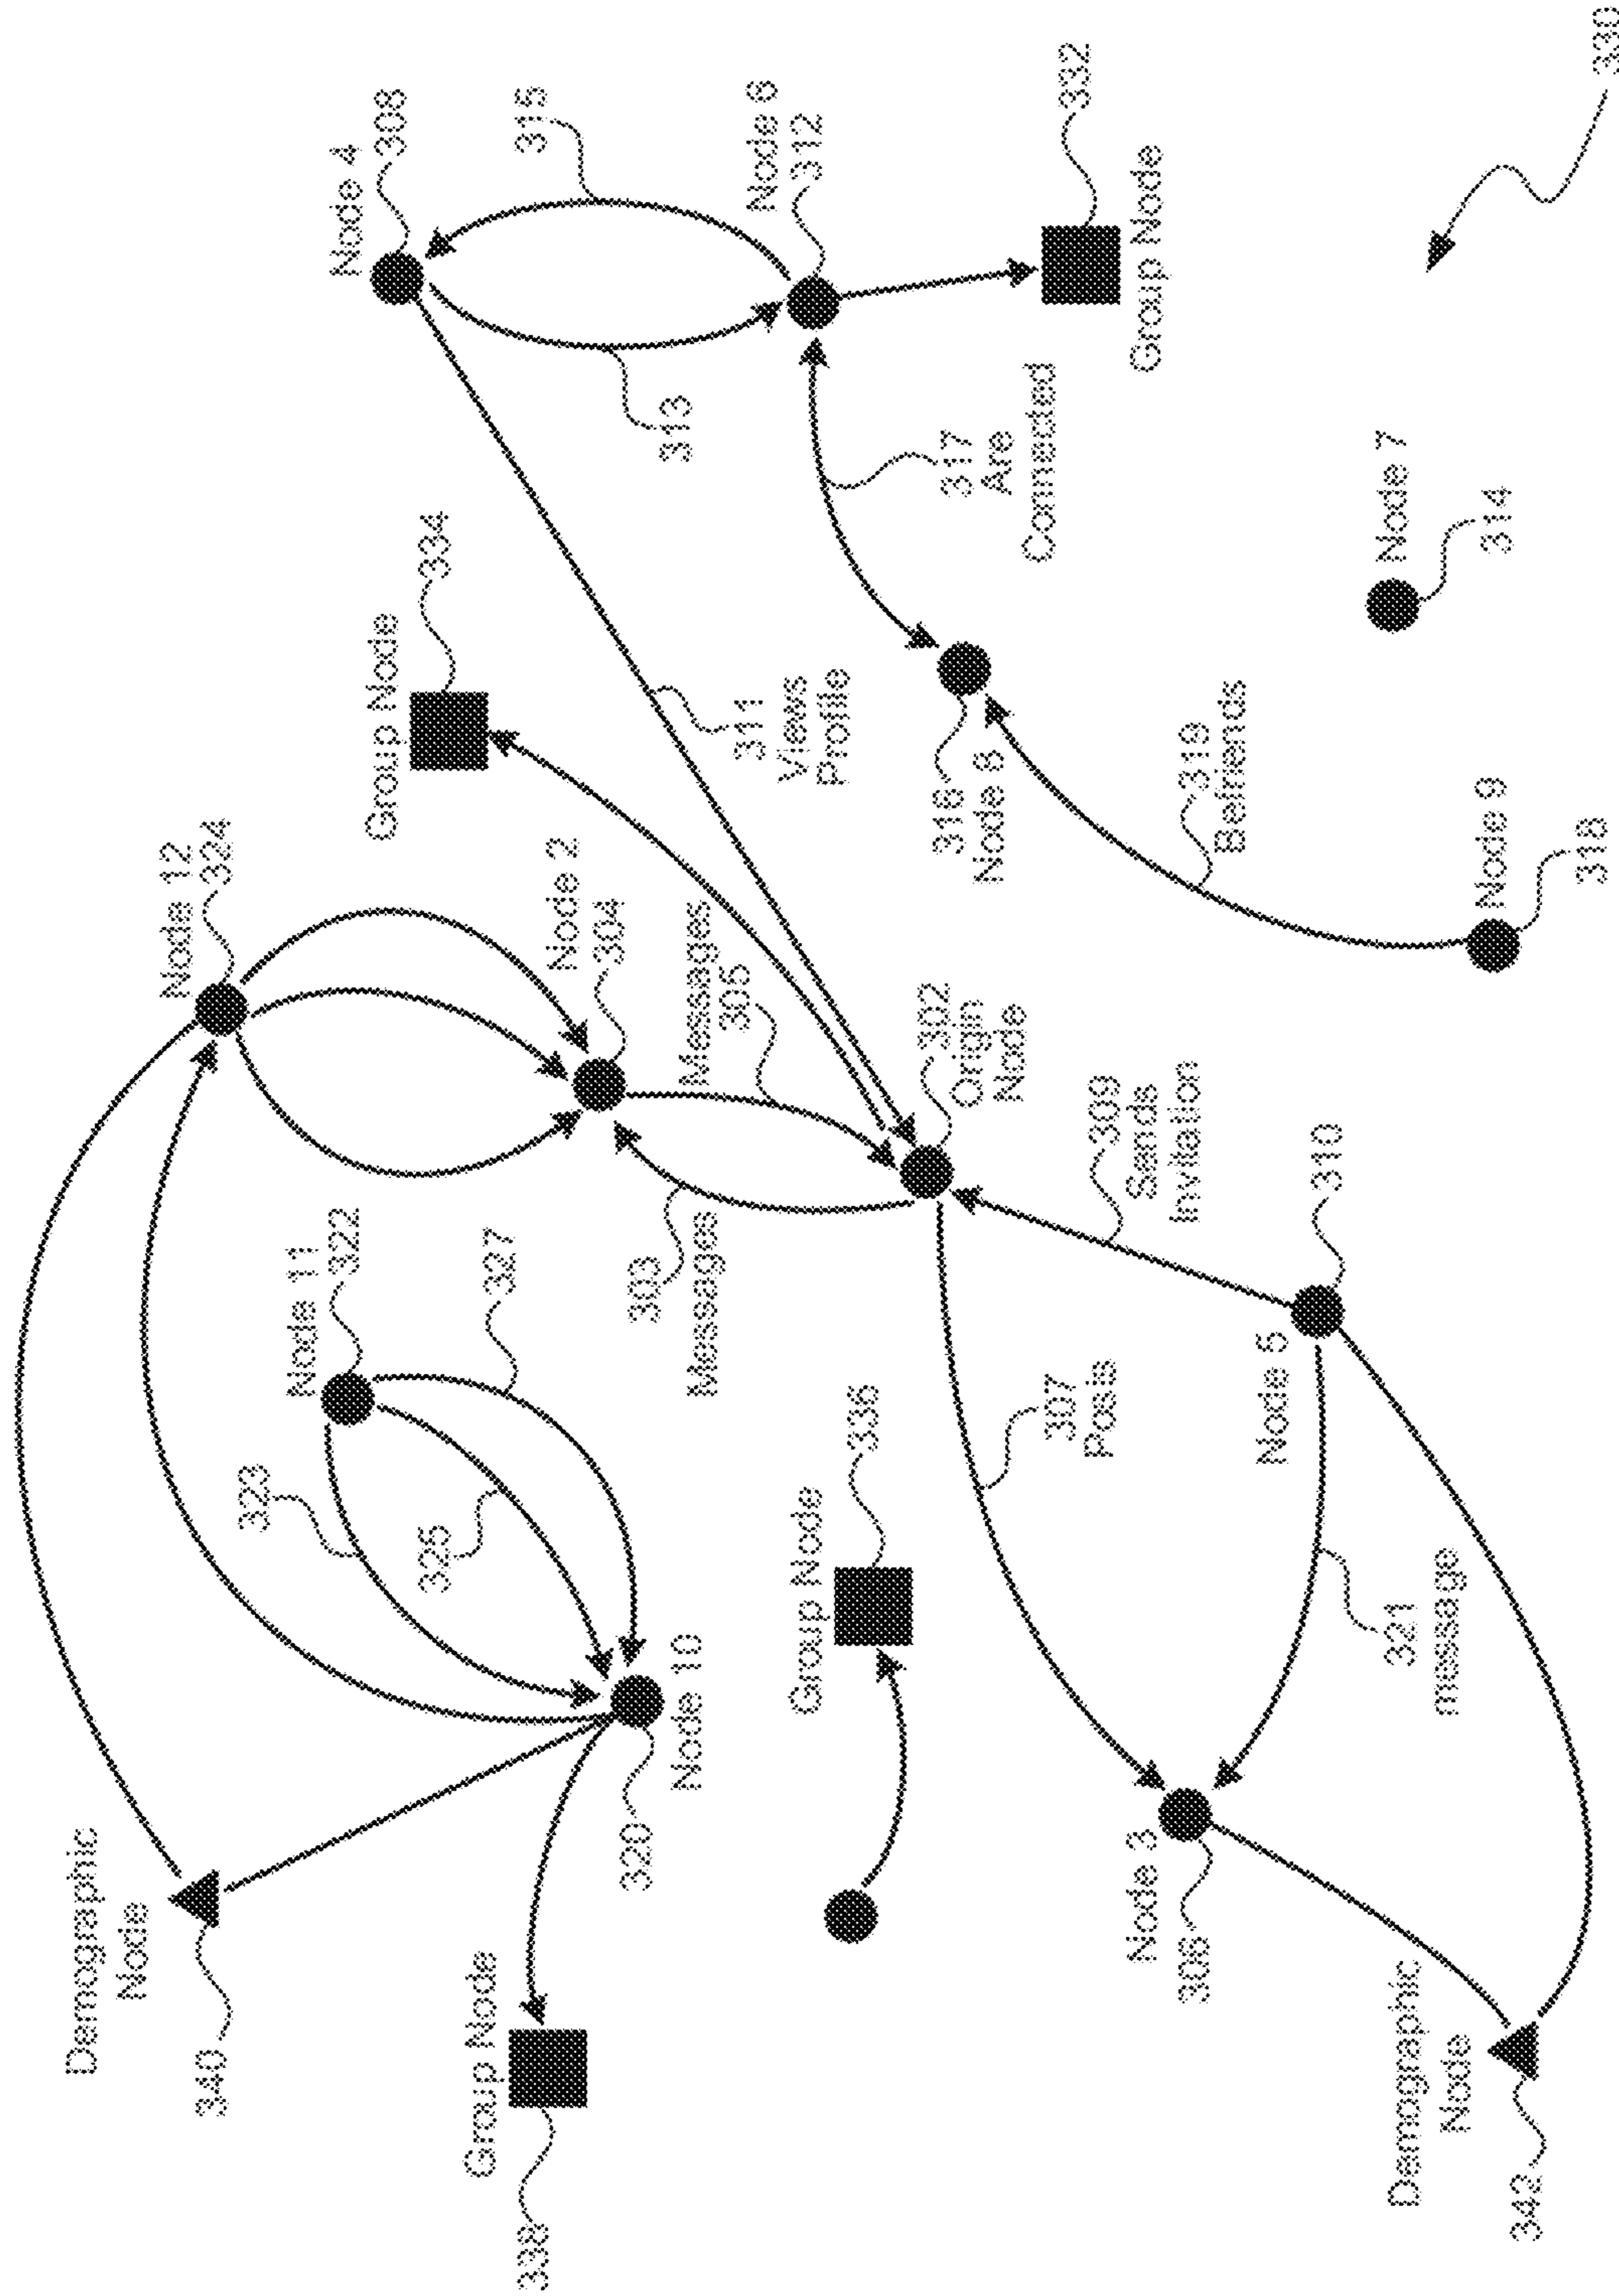 Demographic
Node
340
Node 12
324
Node 11
322
323
325
327
Node 4
308
Group Node
334
315
Group Node
338
Node 10
320
Node 2
304
303
Messages
Messages
305
313
311
Views
Profile
Node 6
312
Group Node
336
302
Origin
Node
316
Node 8
317
Are
Connected
332
Group Node
307
Posts
309
Sends
Invitation
Node 3
306
319
Befriends
Node 5
310
321
message
Node 7
314
Demographic
Node
342
Node 9
318
330